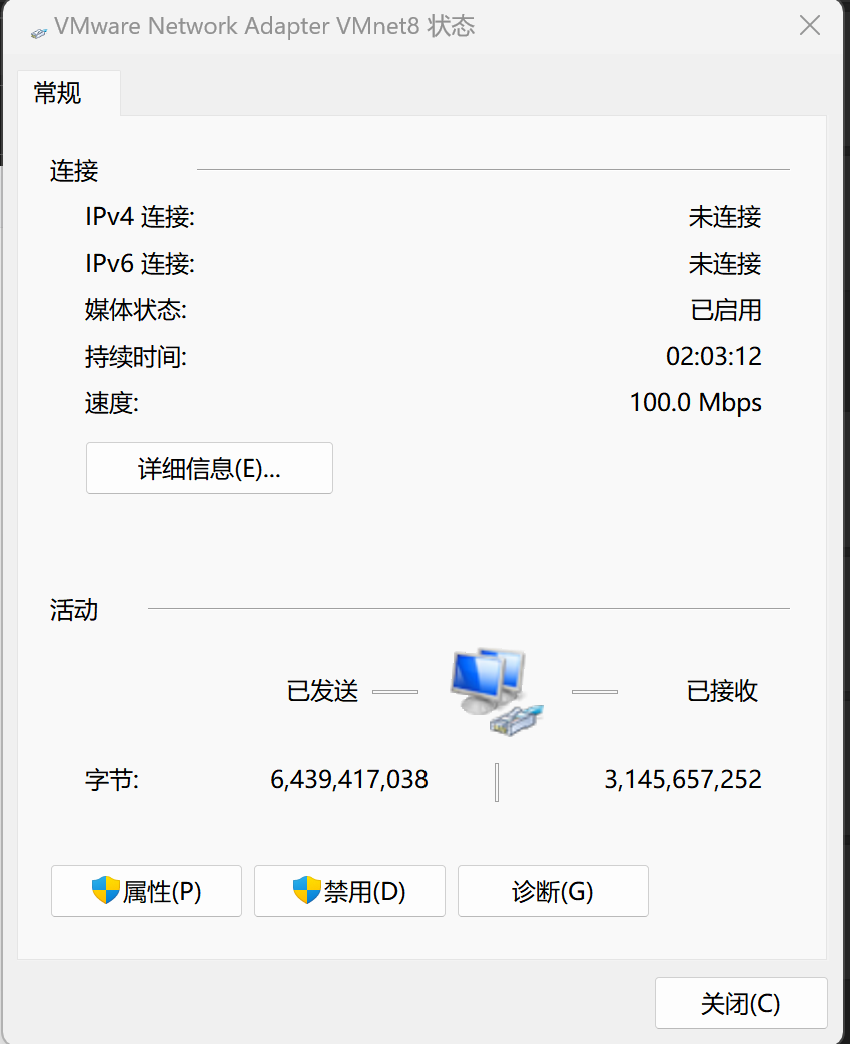 VMware Network Adapter VMnet8 状态
常规
连接
IPv4 连接: 未连接
IPv6 连接: 未连接
媒体状态: 已启用
持续时间: 02:03:12
速度: 100.0 Mbps
详细信息(E)...
活动
已发送 已接收
字节: 6,439,417,038 3,145,657,252
属性(P) 禁用(D) 诊断(G)
关闭(C)